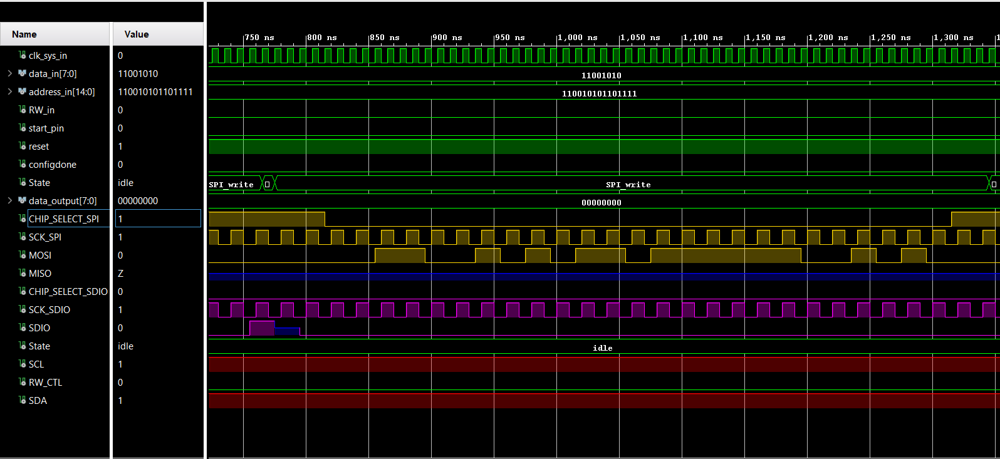 Name Value
750 ns 800 ns 850 ns 900 ns 950 ns 1,000 ns 1,050 ns 1,100 ns 1,150 ns 1,200 ns 1,250 ns 1,300 ns
clk_sys_in 0
data_in[7:0] 11001010 11001010
address_in[14:0] 110010101101111 110010101101111
RW_in 0
start_pin 0
reset 1
configdone 0
State idle SPI_write SPI_write
data_output[7:0] 00000000 00000000
CHIP_SELECT_SPI 1
SCK_SPI 1
MOSI 0
MISO Z
CHIP_SELECT_SDIO 0
SCK_SDIO 1
SDIO 0
State idle idle
SCL 1
RW_CTL 0
SDA 1